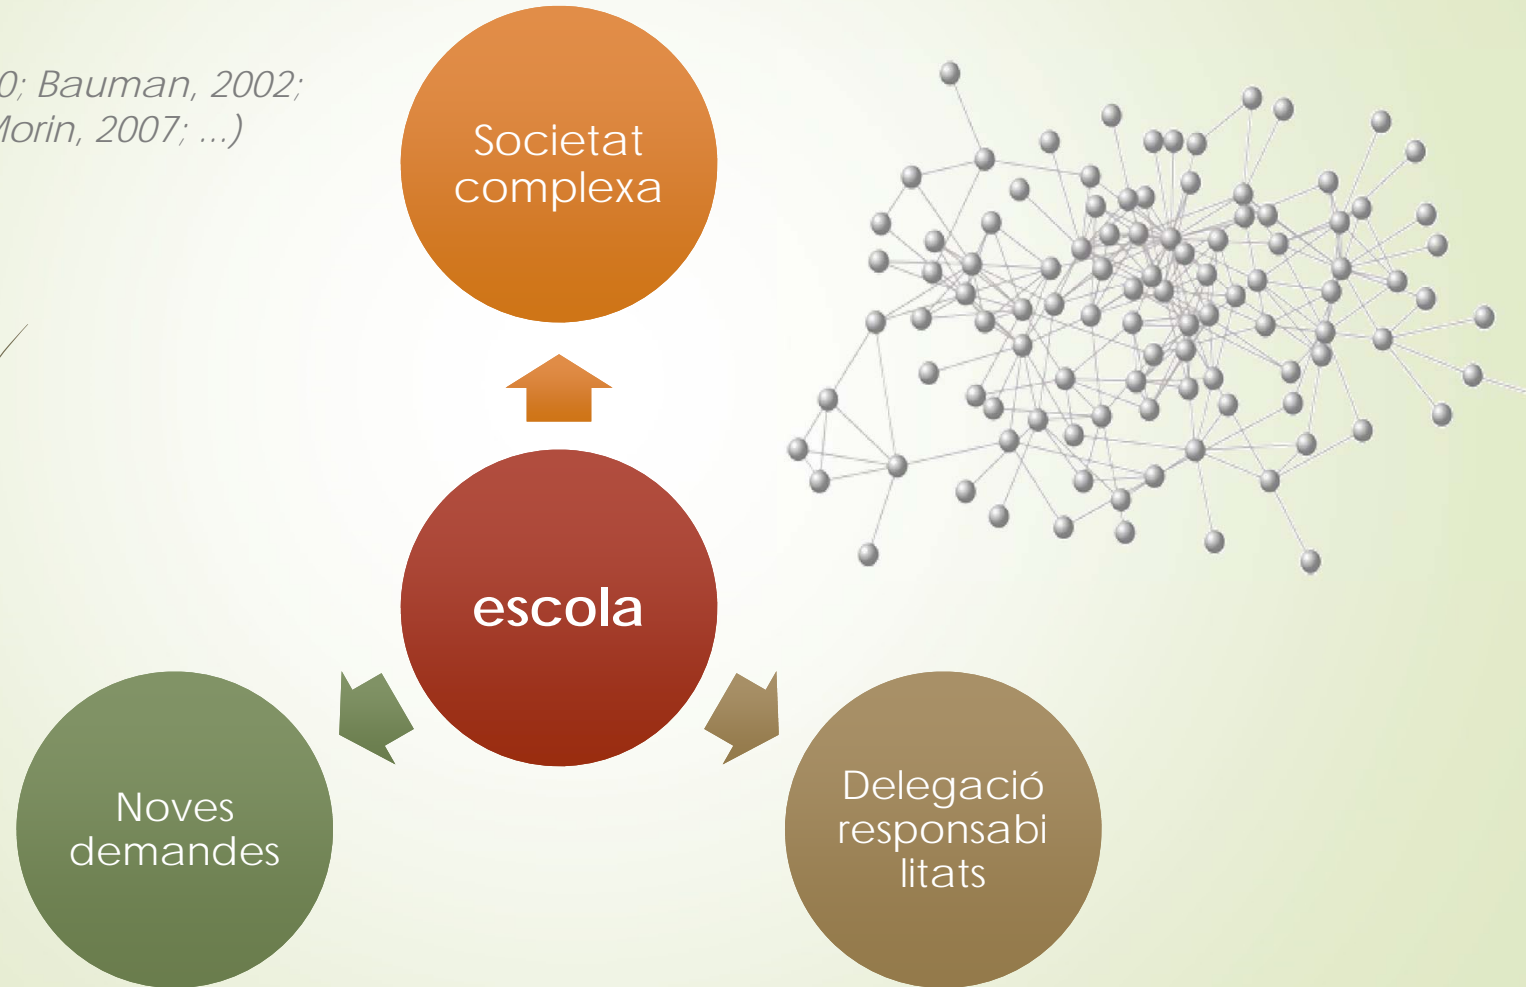 0; Bauman, 2002;
Morin, 2007; ...)
Societat
complexa
escola
Noves
demandes
Delegació
responsabi
litats